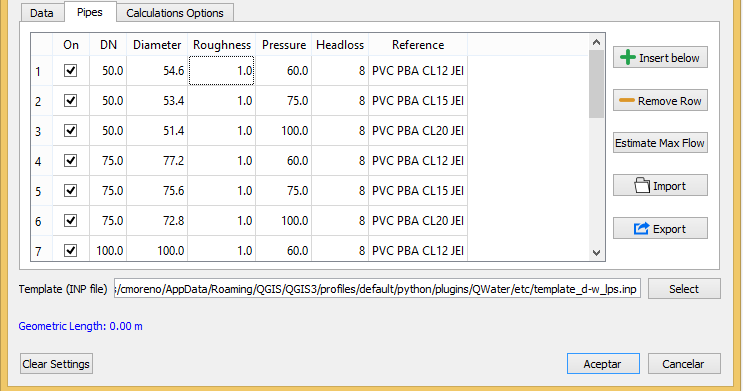 Data Pipes Calculations Options
On DN Diameter Roughness Pressure Headloss Reference
1 50.0 54.6 1.0 60.0 8 PVC PBA CL12 JEI
2 50.0 53.4 1.0 75.0 8 PVC PBA CL15 JEI
3 50.0 51.4 1.0 100.0 8 PVC PBA CL20 JEI
4 75.0 77.2 1.0 60.0 8 PVC PBA CL12 JEI
5 75.0 75.6 1.0 75.0 8 PVC PBA CL15 JEI
6 75.0 72.8 1.0 100.0 8 PVC PBA CL20 JEI
7 100.0 100.0 1.0 60.0 8 PVC PBA CL12 JEI
Insert below
Remove Row
Estimate Max Flow
Import
Export
Template (INP file) s/cmoreno/AppData/Roaming/QGIS/QGIS3/profiles/default/python/plugins/QWater/etc/template_d-w_lps.inp Select
Geometric Length: 0.00 m
Clear Settings Aceptar Cancelar